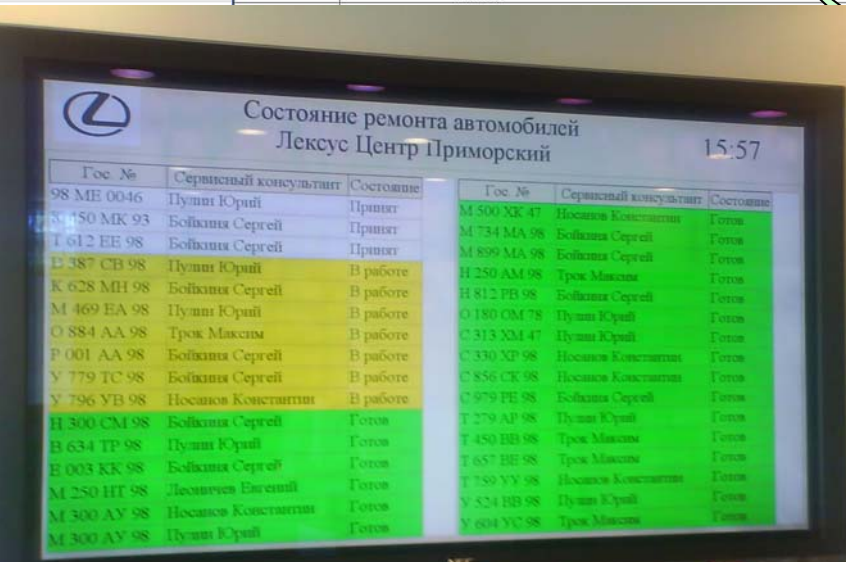 Состояние ремонта автомобилей
Лексус Центр Приморский
15:57
Гос. № Сервисный консультант Состояние
98 МЕ 0046 Пулин Юрий Принят
150 МК 93 Бойкиня Сергей Принят
Т 612 ЕЕ 98 Бойкиня Сергей Принят
В 387 СВ 98 Пулин Юрий В работе
К 628 МН 98 Бойкиня Сергей В работе
М 469 ЕА 98 Пулин Юрий В работе
О 884 АА 98 Трок Максим В работе
Р 001 АА 98 Бойкиня Сергей В работе
У 779 ТС 98 Бойкиня Сергей В работе
У 796 УВ 98 Носанов Константин В работе
Н 300 СМ 98 Бойкиня Сергей Готов
В 634 ТР 98 Пулин Юрий Готов
Е 003 КК 98 Бойкиня Сергей Готов
М 250 НТ 98 Леоничев Евгений Готов
М 300 АУ 98 Носанов Константин Готов
М 300 АУ 98 Пулин Юрий Готов
Гос. № Сервисный консультант Состояние
М 500 ХК 47 Носанов Константин Готов
М 734 МА 98 Бойкиня Сергей Готов
М 899 МА 98 Бойкиня Сергей Готов
Н 250 АМ 98 Трок Максим Готов
Н 812 РВ 98 Бойкиня Сергей Готов
О 180 ОМ 78 Пулин Юрий Готов
С 313 ХМ 47 Пулин Юрий Готов
С 330 ХР 98 Носанов Константин Готов
С 856 СК 98 Носанов Константин Готов
С 979 РЕ 98 Бойкиня Сергей Готов
Т 279 АР 98 Пулин Юрий Готов
Т 450 ВВ 98 Трок Максим Готов
Т 657 ВЕ 98 Трок Максим Готов
Т 759 УУ 98 Носанов Константин Готов
У 524 ВВ 98 Пулин Юрий Готов
У 604 УС 98 Трок Максим Готов
NEC